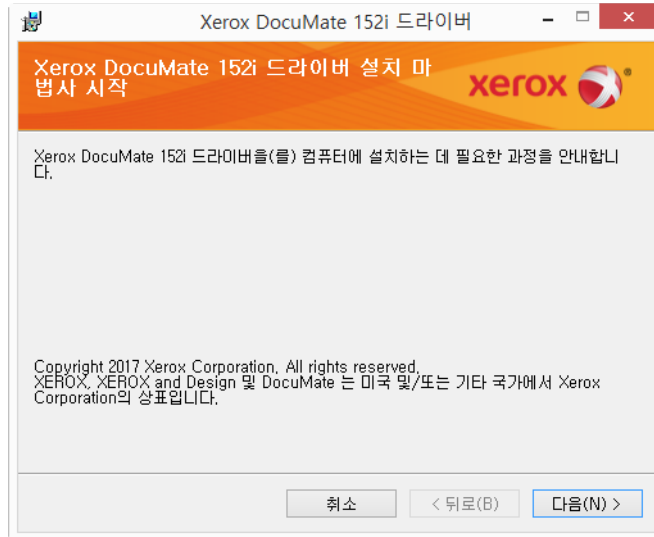 Xerox DocuMate 152i 드라이버
Xerox DocuMate 152i 드라이버 설치 마
법사 시작
xerox
Xerox DocuMate 152i 드라이버을(를) 컴퓨터에 설치하는 데 필요한 과정을 안내합니
다.
Copyright 2017 Xerox Corporation, All rights reserved,
XEROX, XEROX and Design 및 DocuMate 는 미국 및/또는 기타 국가에서 Xerox
Corporation의 상표입니다.
취소
< 뒤로(B)
다음(N) >